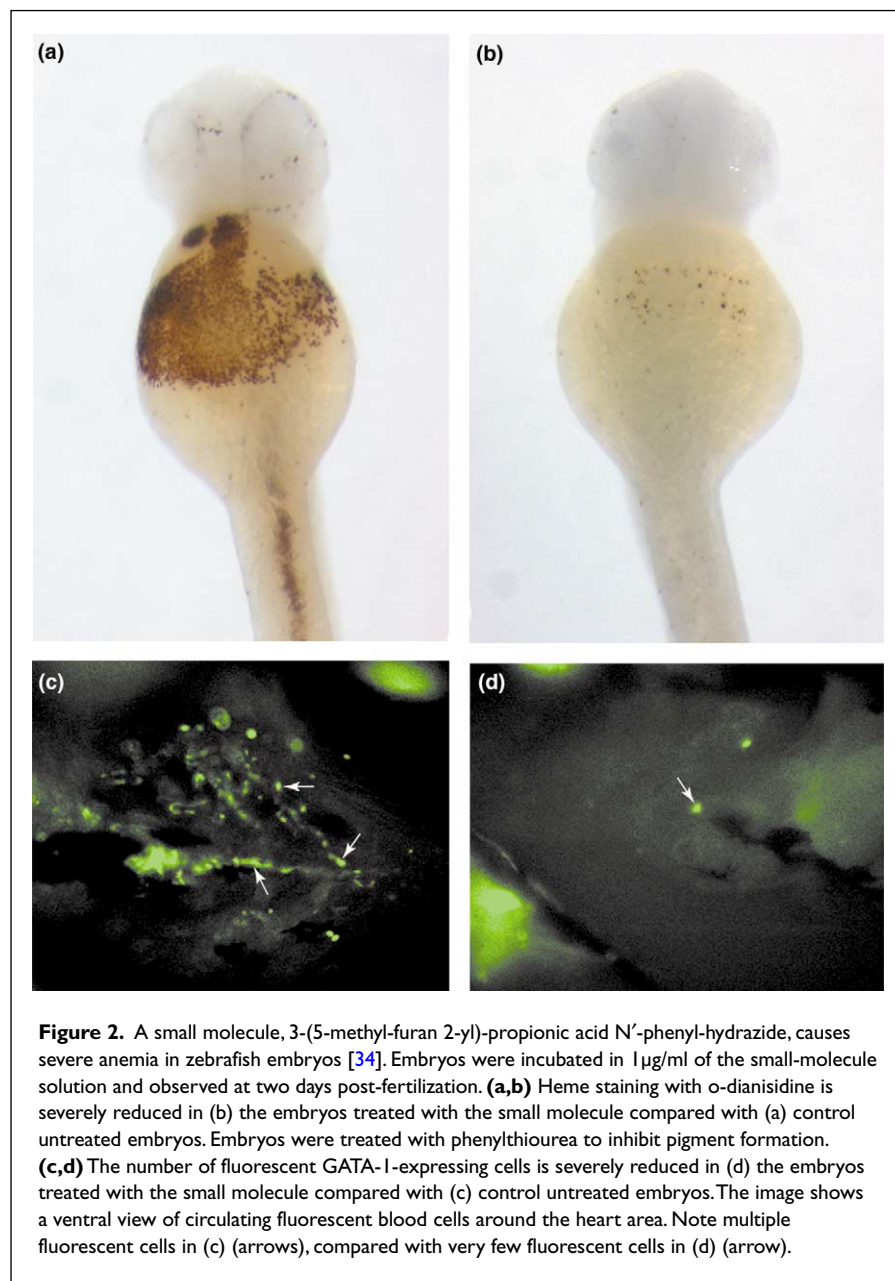 (a)
(b)
(c)
(d)
Figure 2. A small molecule, 3-(5-methyl-furan 2-yl)-propionic acid N′-phenyl-hydrazide, causes
severe anemia in zebrafish embryos [34]. Embryos were incubated in 1μg/ml of the small-molecule
solution and observed at two days post-fertilization. (a,b) Heme staining with o-dianisidine is
severely reduced in (b) the embryos treated with the small molecule compared with (a) control
untreated embryos. Embryos were treated with phenylthiourea to inhibit pigment formation.
(c,d) The number of fluorescent GATA-1-expressing cells is severely reduced in (d) the embryos
treated with the small molecule compared with (c) control untreated embryos. The image shows
a ventral view of circulating fluorescent blood cells around the heart area. Note multiple
fluorescent cells in (c) (arrows), compared with very few fluorescent cells in (d) (arrow).